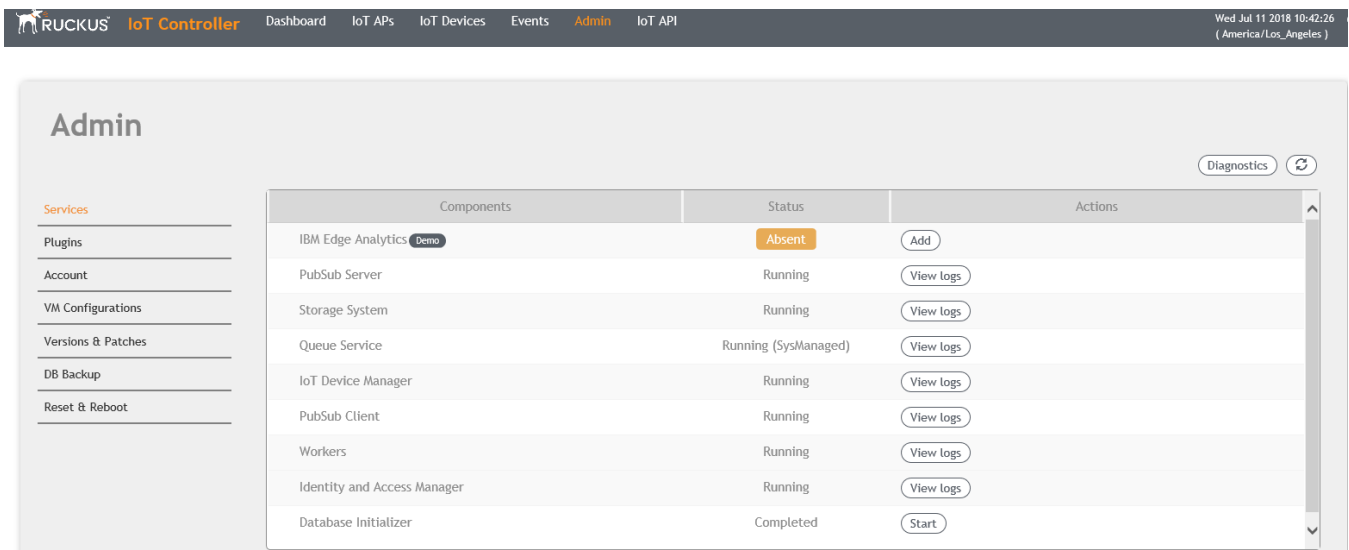 RUCKUS IoT Controller Dashboard IoT APs IoT Devices Events Admin IoT API Wed Jul 11 2018 10:42:26
( America/Los_Angeles )
Admin
Diagnostics
Services
Plugins
Account
VM Configurations
Versions & Patches
DB Backup
Reset & Reboot
Components Status Actions
IBM Edge Analytics Demo Absent Add
PubSub Server Running View logs
Storage System Running View logs
Queue Service Running (SysManaged) View logs
IoT Device Manager Running View logs
PubSub Client Running View logs
Workers Running View logs
Identity and Access Manager Running View logs
Database Initializer Completed Start